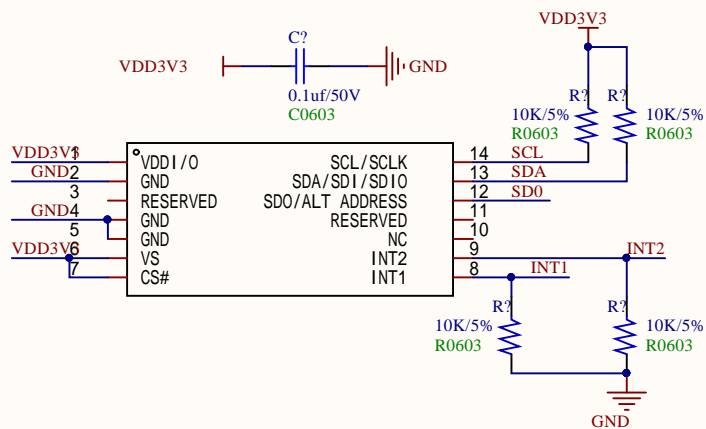 VDD3V3
C?
VDD3V3
GND
0.1uf/50V
C0603
R?
R?
10K/5%
10K/5%
R0603
R0603
VDD3V3
1
VDDI/O
SCL/SCLK
14
SCL
GND
2
GND
SDA/SDI/SDIO
13
SDA
3
RESERVED
SDO/ALT ADDRESS
12
SD0
GND
4
GND
RESERVED
11
5
GND
NC
10
VDD3V3
6
VS
INT2
9
INT2
7
CS#
INT1
8
INT1
R?
R?
10K/5%
10K/5%
R0603
R0603
GND